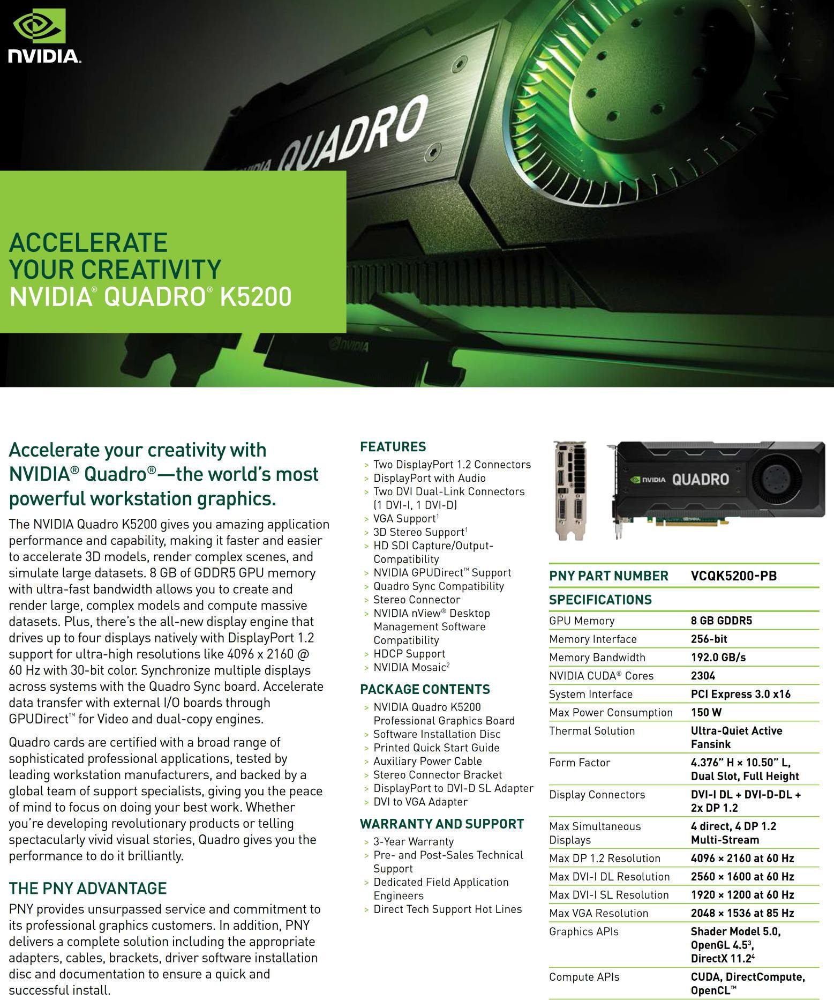 NVIDIA.
NVIDIA QUADRO
ACCELERATE
YOUR CREATIVITY
NVIDIA® QUADRO® K5200
NVIDIA
Accelerate your creativity with
NVIDIA® Quadro®—the world's most
powerful workstation graphics.
The NVIDIA Quadro K5200 gives you amazing application
performance and capability, making it faster and easier
to accelerate 3D models, render complex scenes, and
simulate large datasets. 8 GB of GDDR5 GPU memory
with ultra-fast bandwidth allows you to create and
render large, complex models and compute massive
datasets. Plus, there's the all-new display engine that
drives up to four displays natively with DisplayPort 1.2
support for ultra-high resolutions like 4096 x 2160 @
60 Hz with 30-bit color. Synchronize multiple displays
across systems with the Quadro Sync board. Accelerate
data transfer with external I/O boards through
GPUDirect™ for Video and dual-copy engines.
Quadro cards are certified with a broad range of
sophisticated professional applications, tested by
leading workstation manufacturers, and backed by a
global team of support specialists, giving you the peace
of mind to focus on doing your best work. Whether
you're developing revolutionary products or telling
spectacularly vivid visual stories, Quadro gives you the
performance to do it brilliantly.
THE PNY ADVANTAGE
PNY provides unsurpassed service and commitment to
its professional graphics customers. In addition, PNY
delivers a complete solution including the appropriate
adapters, cables, brackets, driver software installation
disc and documentation to ensure a quick and
successful install.
FEATURES
> Two DisplayPort 1.2 Connectors
> DisplayPort with Audio
> Two DVI Dual-Link Connectors
(1 DVI-I, 1 DVI-D)
> VGA Support¹
> 3D Stereo Support¹
> HD SDI Capture/Output-
Compatibility
> NVIDIA GPUDirect™ Support
> Quadro Sync Compatibility
> Stereo Connector
> NVIDIA nView® Desktop
Management Software
Compatibility
> HDCP Support
> NVIDIA Mosaic²
PACKAGE CONTENTS
> NVIDIA Quadro K5200
Professional Graphics Board
> Software Installation Disc
> Printed Quick Start Guide
> Auxiliary Power Cable
> Stereo Connector Bracket
> DisplayPort to DVI-D SL Adapter
> DVI to VGA Adapter
WARRANTY AND SUPPORT
> 3-Year Warranty
> Pre- and Post-Sales Technical
Support
> Dedicated Field Application
Engineers
> Direct Tech Support Hot Lines
NVIDIA QUADRO
NVIDIA
PNY PART NUMBER VCQK5200-PB
SPECIFICATIONS
GPU Memory 8 GB GDDR5
Memory Interface 256-bit
Memory Bandwidth 192.0 GB/s
NVIDIA CUDA® Cores 2304
System Interface PCI Express 3.0 x16
Max Power Consumption 150 W
Thermal Solution Ultra-Quiet Active
Fansink
Form Factor 4.376” H × 10.50” L,
Dual Slot, Full Height
Display Connectors DVI-I DL + DVI-D-DL +
2x DP 1.2
Max Simultaneous 4 direct, 4 DP 1.2
Displays Multi-Stream
Max DP 1.2 Resolution 4096 × 2160 at 60 Hz
Max DVI-I DL Resolution 2560 × 1600 at 60 Hz
Max DVI-I SL Resolution 1920 × 1200 at 60 Hz
Max VGA Resolution 2048 × 1536 at 85 Hz
Graphics APIs Shader Model 5.0,
OpenGL 4.5³,
DirectX 11.2⁴
Compute APIs CUDA, DirectCompute,
OpenCL™